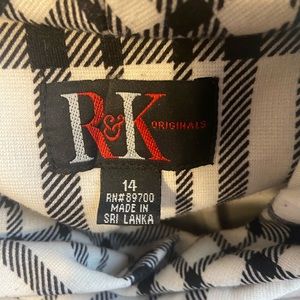 R&K ORIGINALS
14
RN#89700
MADE IN
SRI LANKA